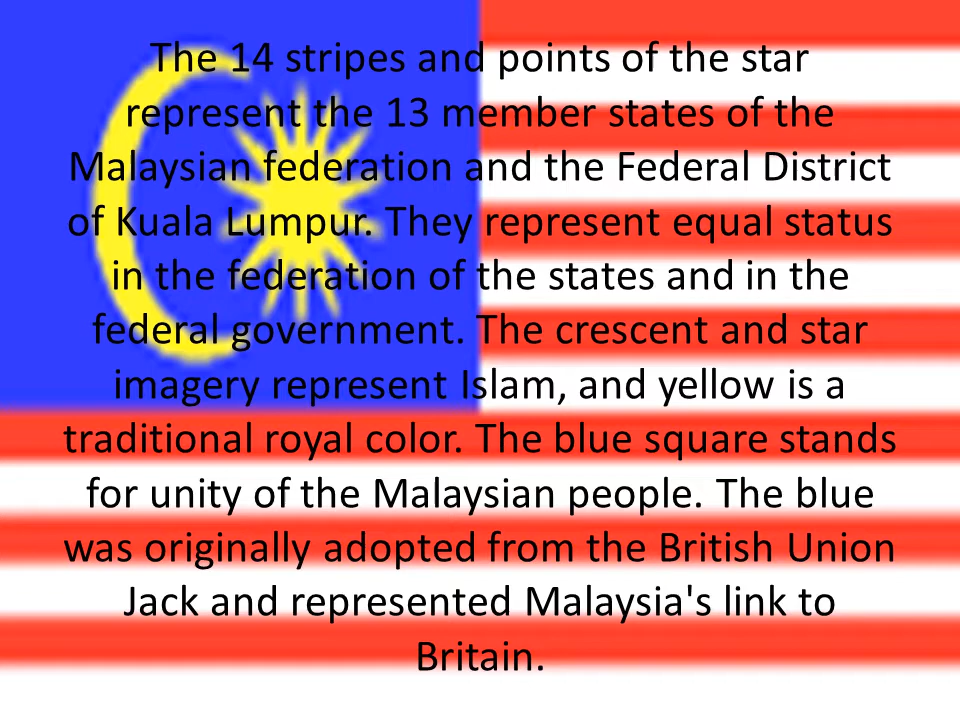 The 14 stripes and points of the star
represent the 13 member states of the
Malaysian federation and the Federal District
of Kuala Lumpur. They represent equal status
in the federation of the states and in the
federal government. The crescent and star
imagery represent Islam, and yellow is a
traditional royal color. The blue square stands
for unity of the Malaysian people. The blue
was originally adopted from the British Union
Jack and represented Malaysia's link to
Britain.